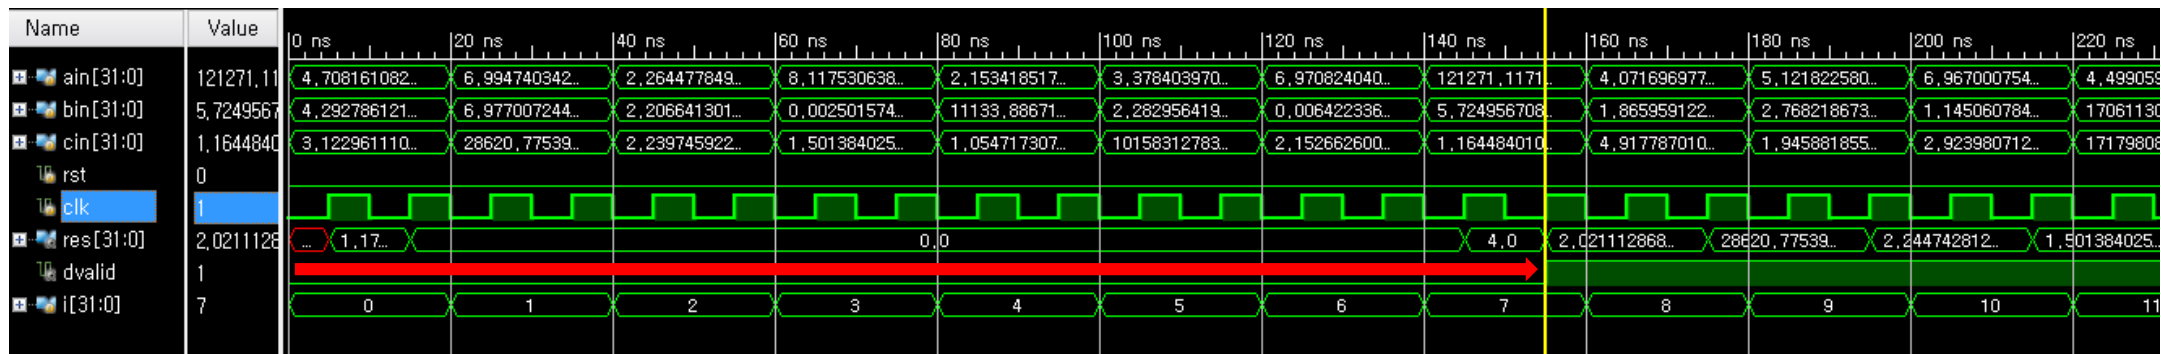 Name Value 0 ns 20 ns 40 ns 60 ns 80 ns 100 ns 120 ns 140 ns 160 ns 180 ns 200 ns 220 ns
ain[31:0] 121271,11 4,708161082... 6,994740342... 2,264477849... 8,117530638... 2,153418517... 3,378403970... 6,970824040... 121271,1171... 4,071696977... 5,121822580... 6,967000754... 4,499059
bin[31:0] 5,7249567 4,292786121... 6,977007244... 2,206641301... 0,002501574... 11133,88671... 2,282956419... 0,006422336... 5,724956708... 1,865959122... 2,768218673... 1,145060784... 17061130
cin[31:0] 1,1644840 3,122961110... 28620,77539... 2,239745922... 1,501384025... 1,054717307... 10158312783... 2,152662600... 1,164484010... 4,917787010... 1,945881855... 2,923980712... 17179808
rst 0
clk 1
res[31:0] 2,0211128 ... 1,17... 0,0 4,0 2,021112868... 28620,77539... 2,244742812... 1,501384025...
dvalid 1
i[31:0] 7 0 1 2 3 4 5 6 7 8 9 10 11